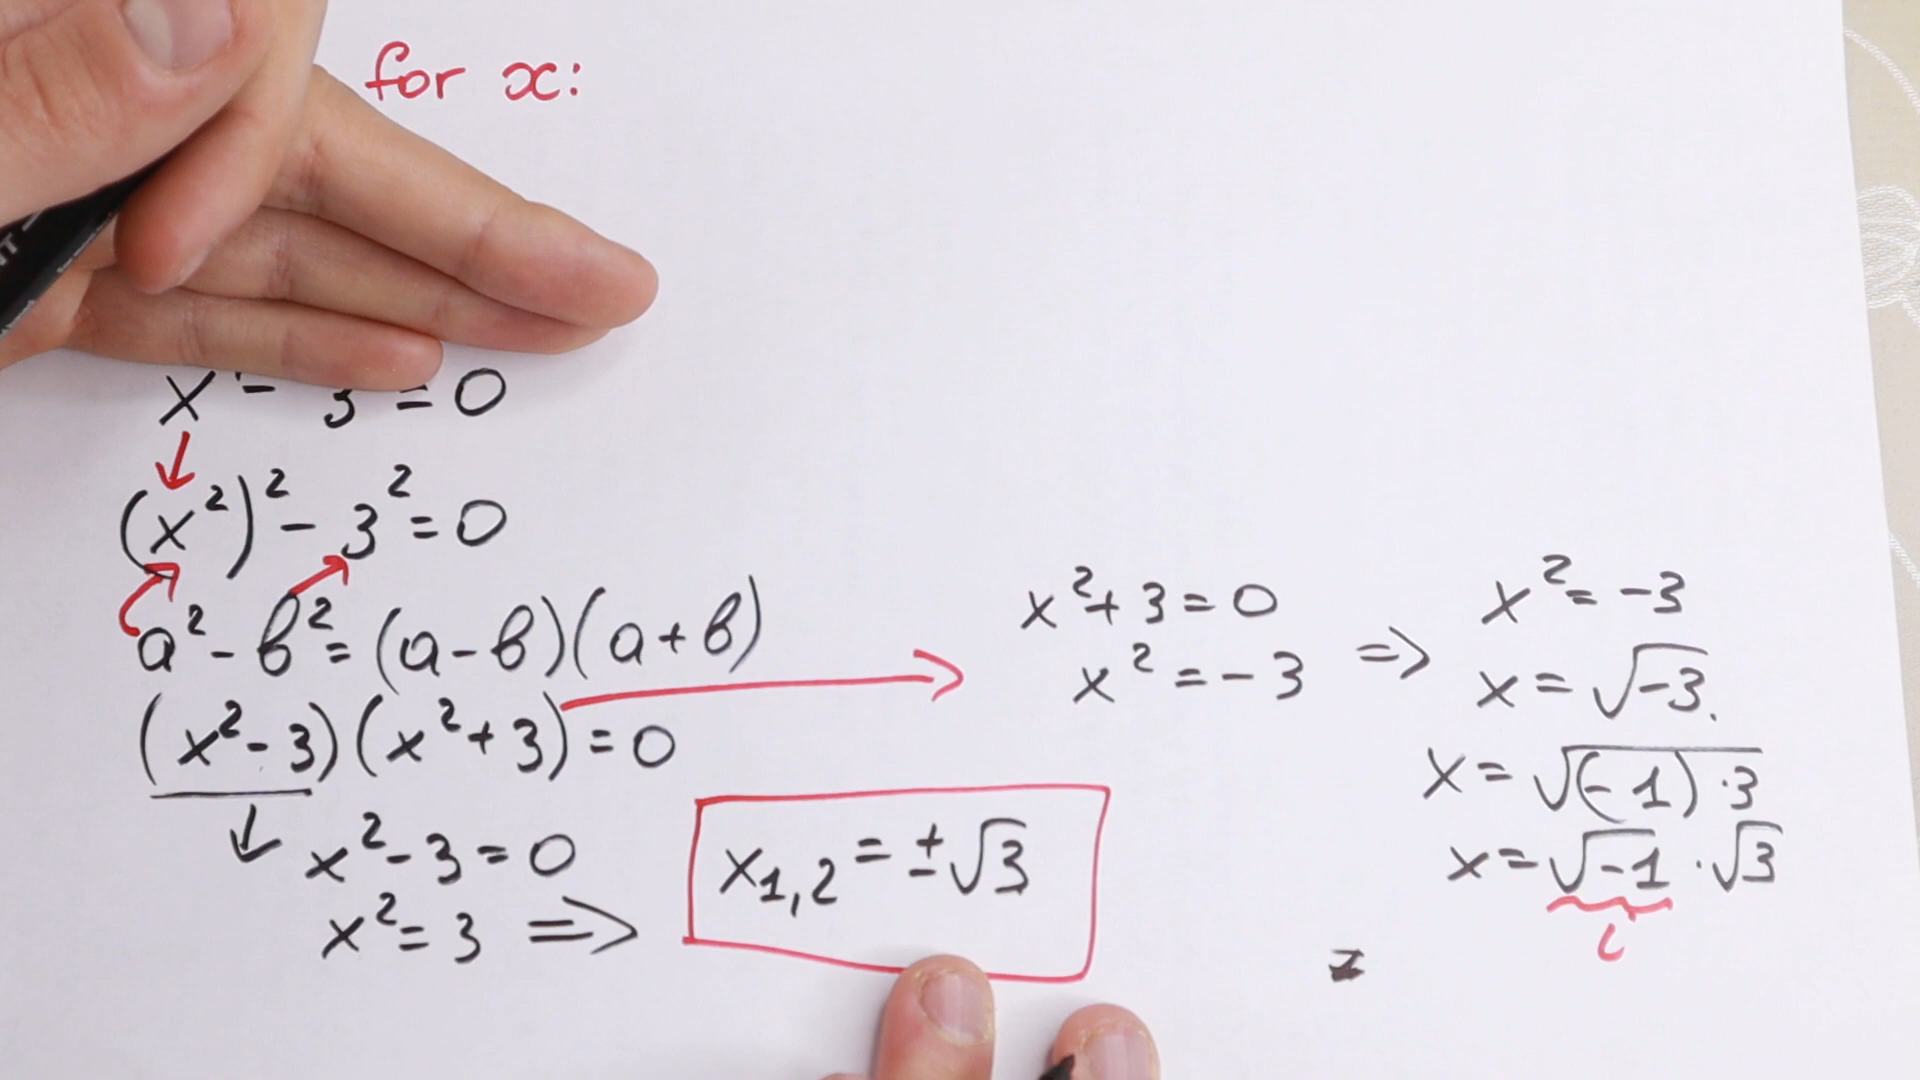 for x:
x - 3 = 0
(x²)² - 3² = 0
a² - b² = (a - b)(a + b)
(x² - 3)(x² + 3) = 0
x² - 3 = 0
x² = 3 =>
x₁,₂ = ±√3
x² + 3 = 0
x² = -3 =>
x² = -3
x = √-3.
x = √(-1) · 3
x = √-1 · √3
i